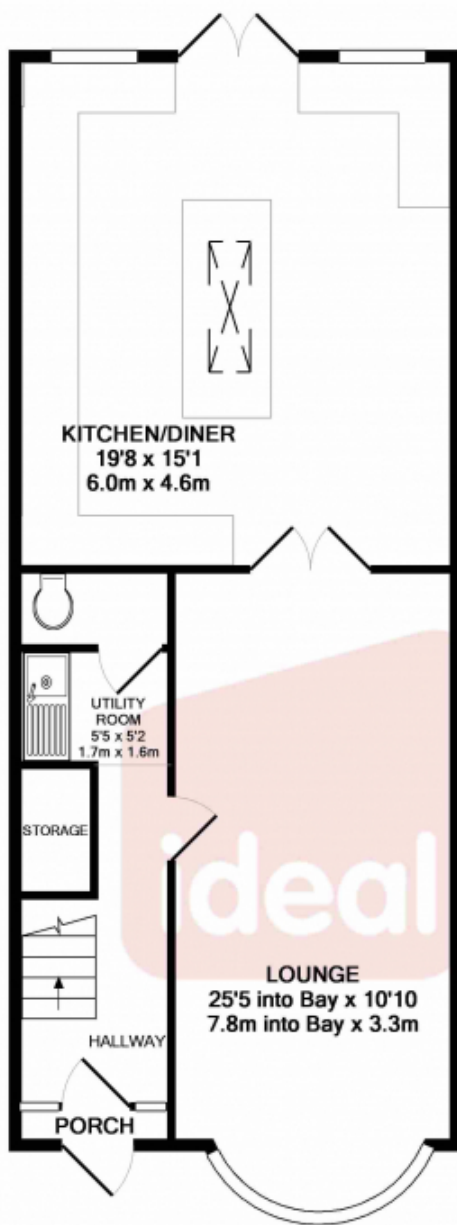 KITCHEN/DINER
19'8 x 15'1
6.0m x 4.6m
UTILITY
ROOM
5'5 x 5'2
1.7m x 1.6m
STORAGE
ideal
LOUNGE
25'5 into Bay x 10'10
7.8m into Bay x 3.3m
HALLWAY
PORCH